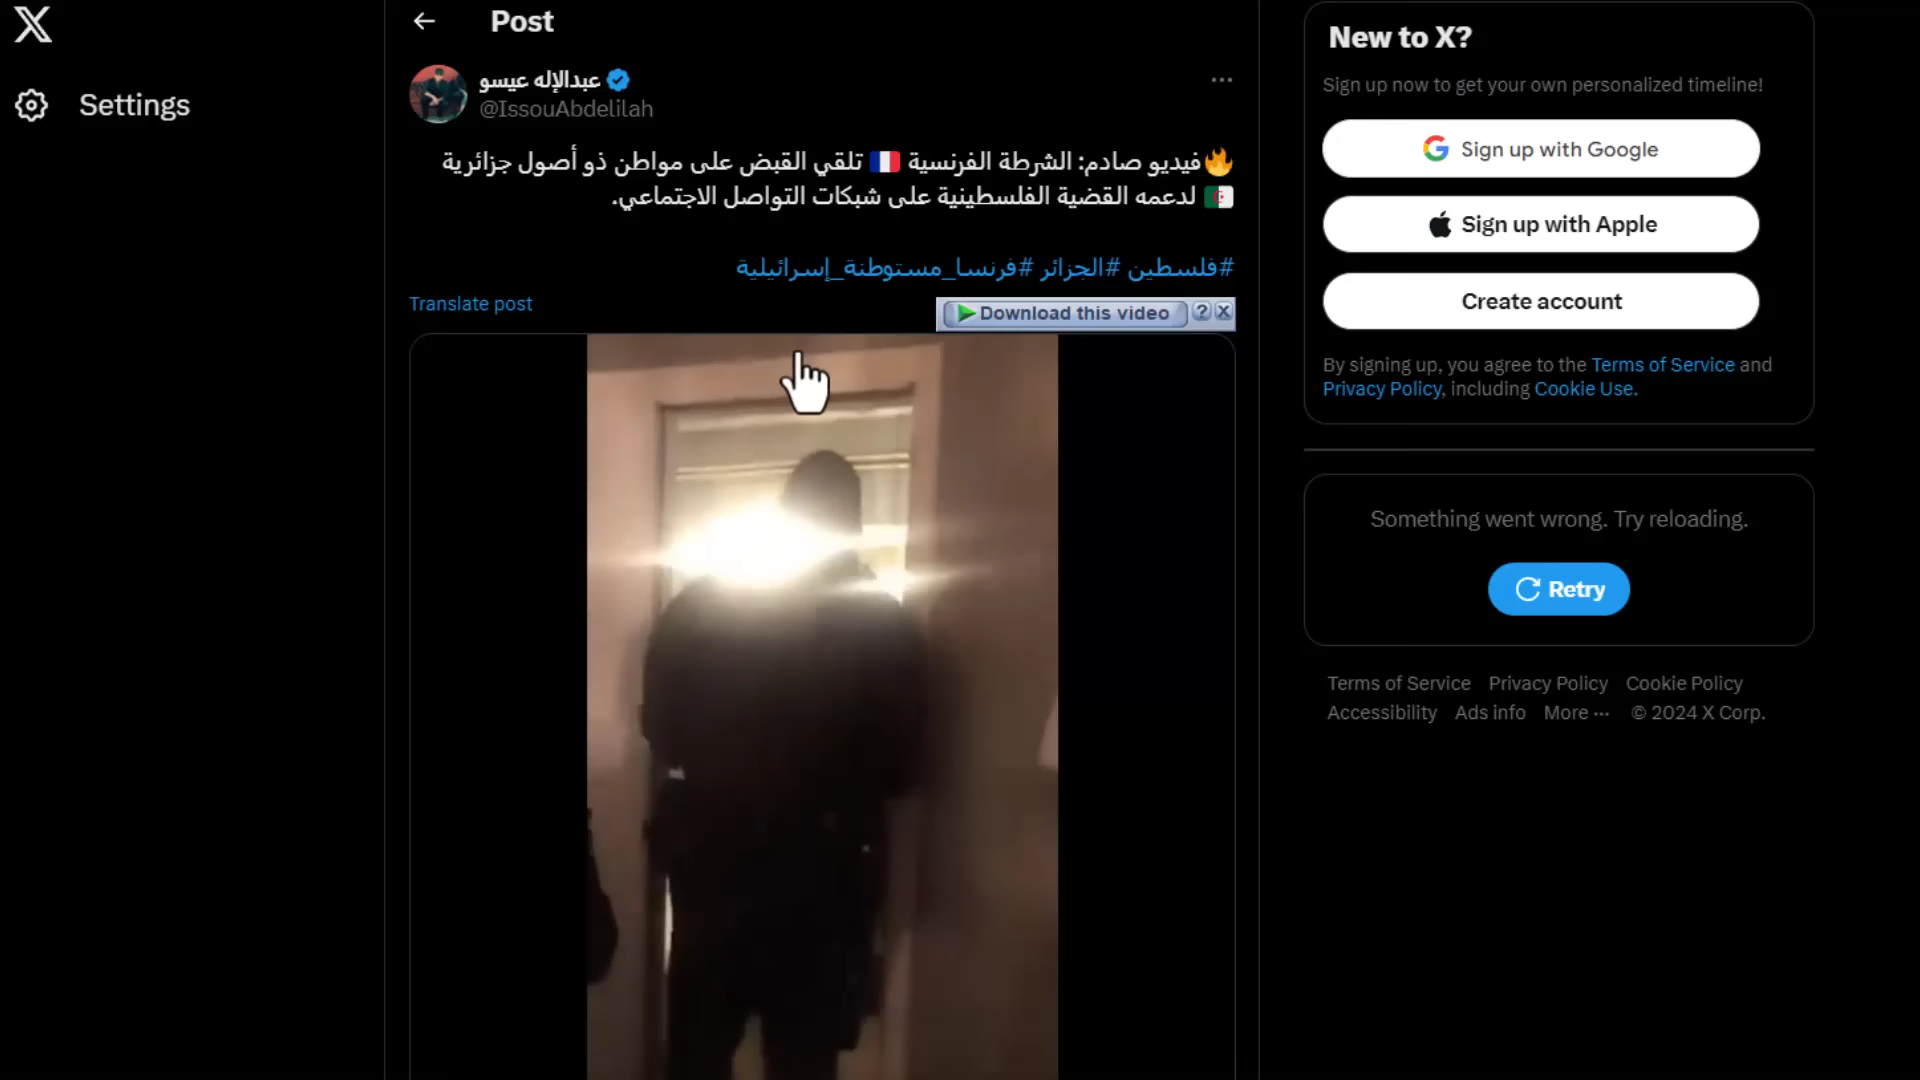 Settings
Post
عبدالإله عيسو
@IssouAbdelilah
🔥فيديو صادم: الشرطة الفرنسية 🇫🇷 تلقي القبض على مواطن ذو أصول جزائرية
🇩🇿 لدعمه القضية الفلسطينية على شبكات التواصل الاجتماعي.
#فلسطين #الجزائر #فرنسا_مستوطنة_إسرائيلية
Translate post
Download this video ? X
New to X?
Sign up now to get your own personalized timeline!
Sign up with Google
Sign up with Apple
Create account
By signing up, you agree to the Terms of Service and
Privacy Policy, including Cookie Use.
Something went wrong. Try reloading.
Retry
Terms of Service Privacy Policy Cookie Policy
Accessibility Ads info More ··· © 2024 X Corp.